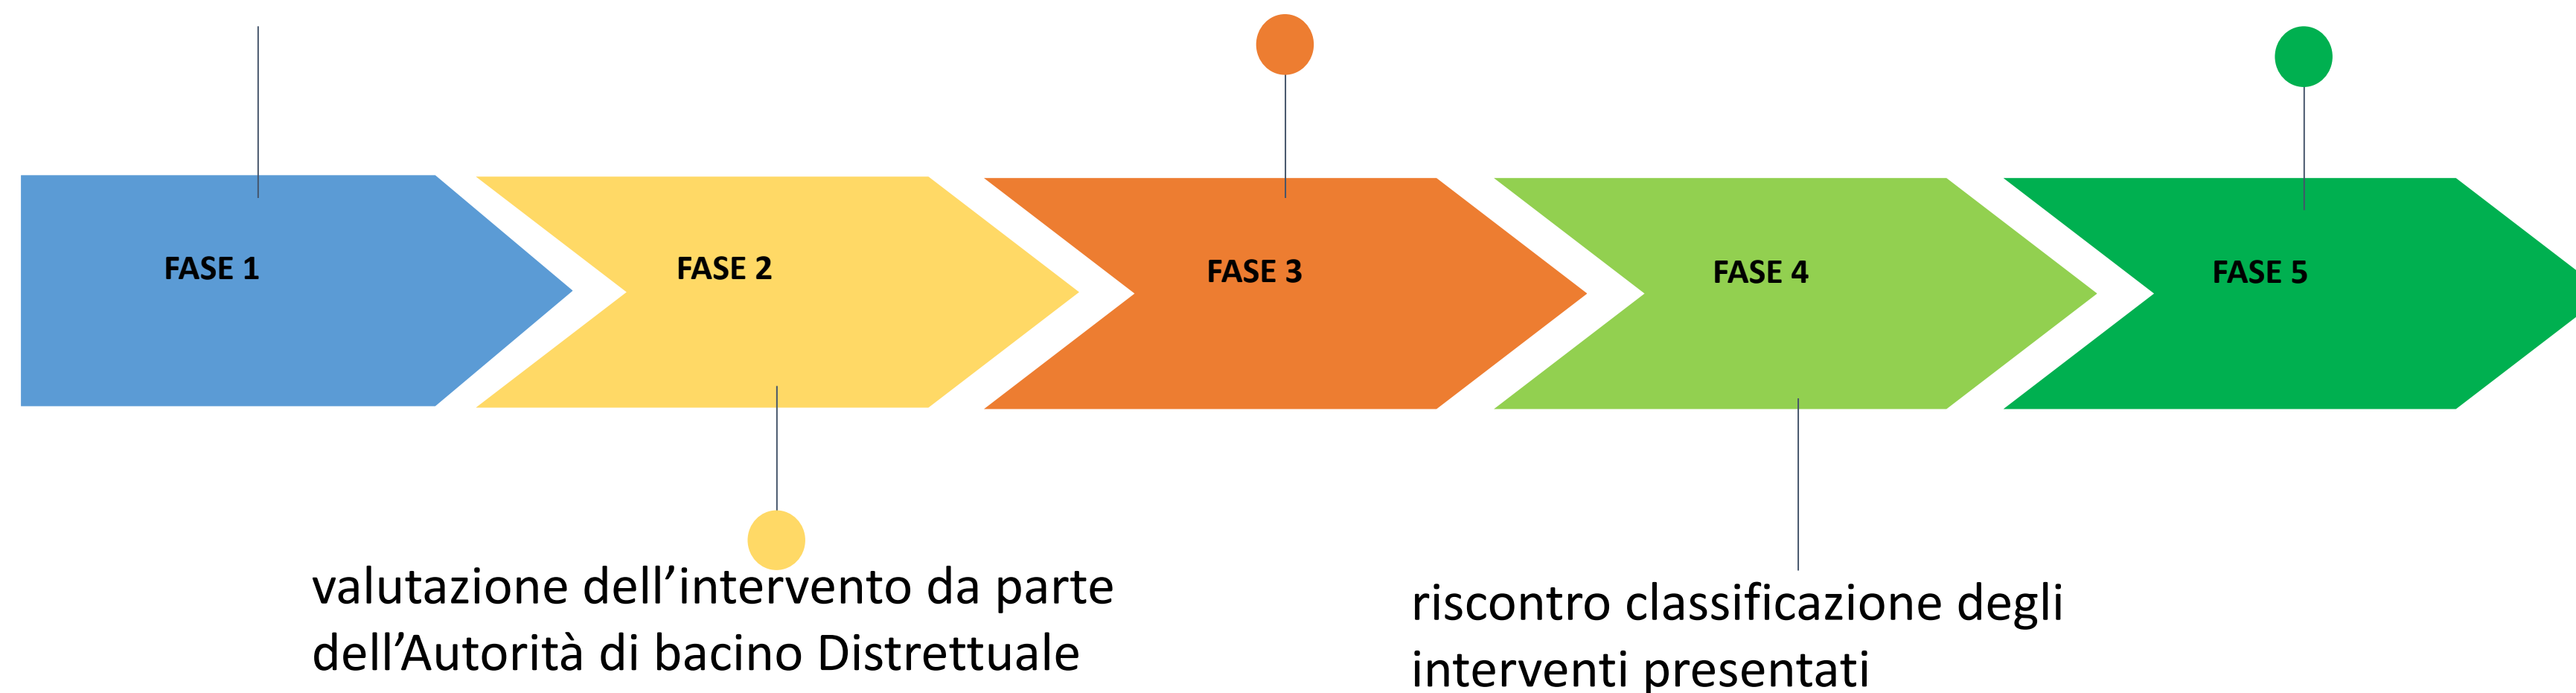 FASE 1
FASE 2
FASE 3
FASE 4
FASE 5
valutazione dell’intervento da parte
dell’Autorità di bacino Distrettuale
riscontro classificazione degli
interventi presentati